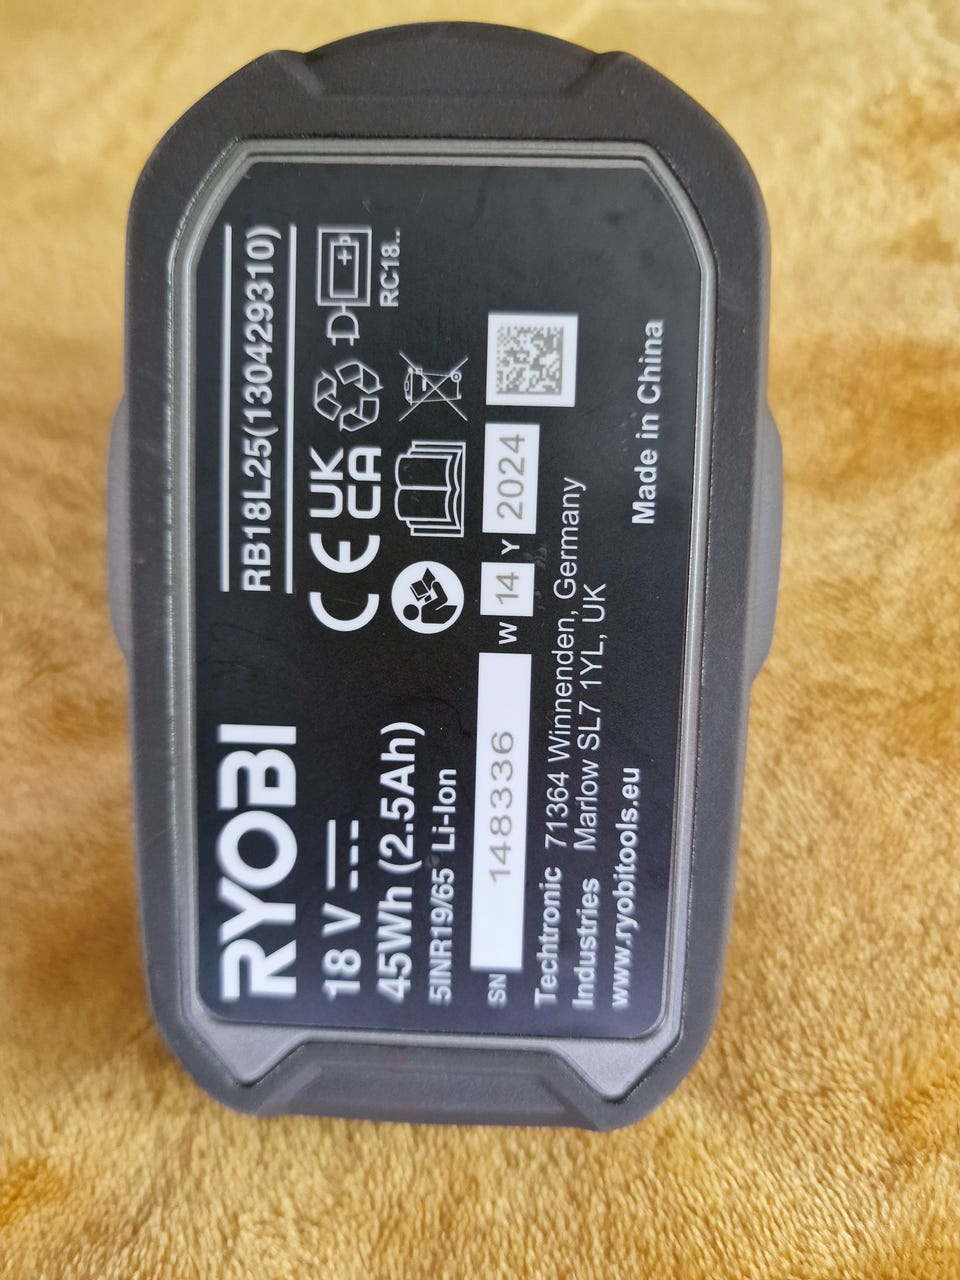 RYOBI
RB18L25(130429310)
18 V
45Wh (2.5Ah)
5INR19/65 Li-Ion
CE UK CA
RC18..
SN 148336 W 14 Y 2024
Techtronic Industries
71364 Winnenden, Germany
Marlow SL7 1YL, UK
www.ryobitools.eu
Made in China